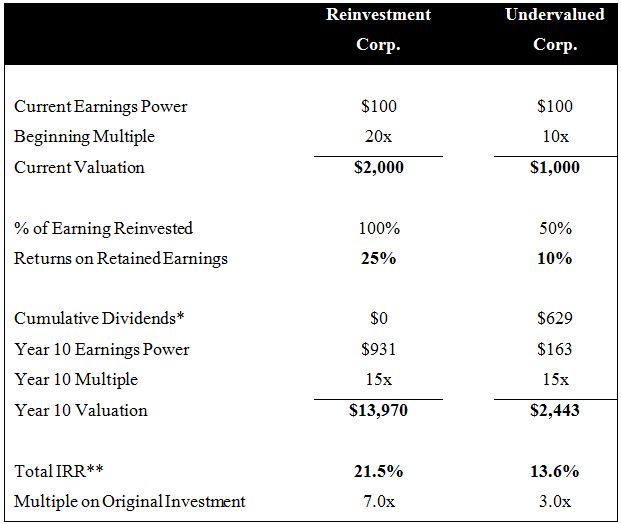 Reinvestment Undervalued
Corp. Corp.
Current Earnings Power $100 $100
Beginning Multiple 20x 10x
Current Valuation $2,000 $1,000
% of Earning Reinvested 100% 50%
Returns on Retained Earnings 25% 10%
Cumulative Dividends* $0 $629
Year 10 Earnings Power $931 $163
Year 10 Multiple 15x 15x
Year 10 Valuation $13,970 $2,443
Total IRR** 21.5% 13.6%
Multiple on Original Investment 7.0x 3.0x